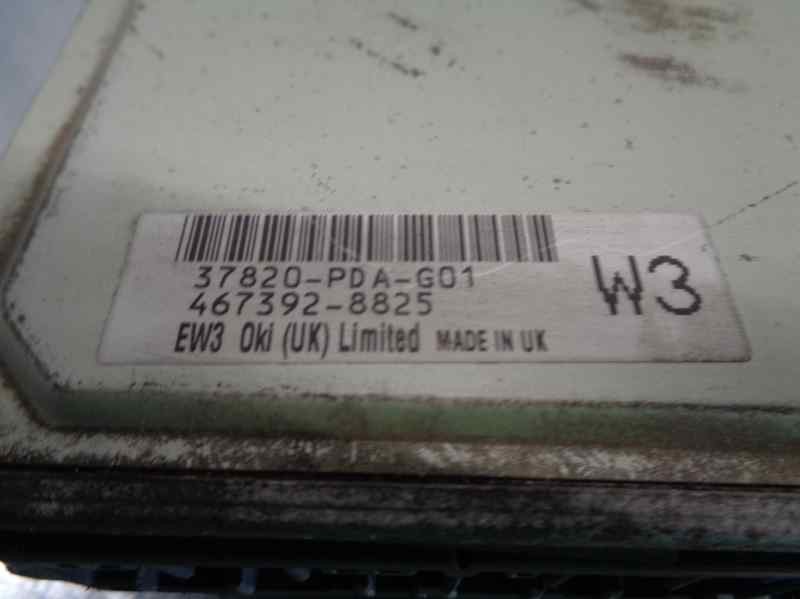 37820-PDA-G01
467392-8825
W3
EW3 Oki (UK) Limited MADE IN UK